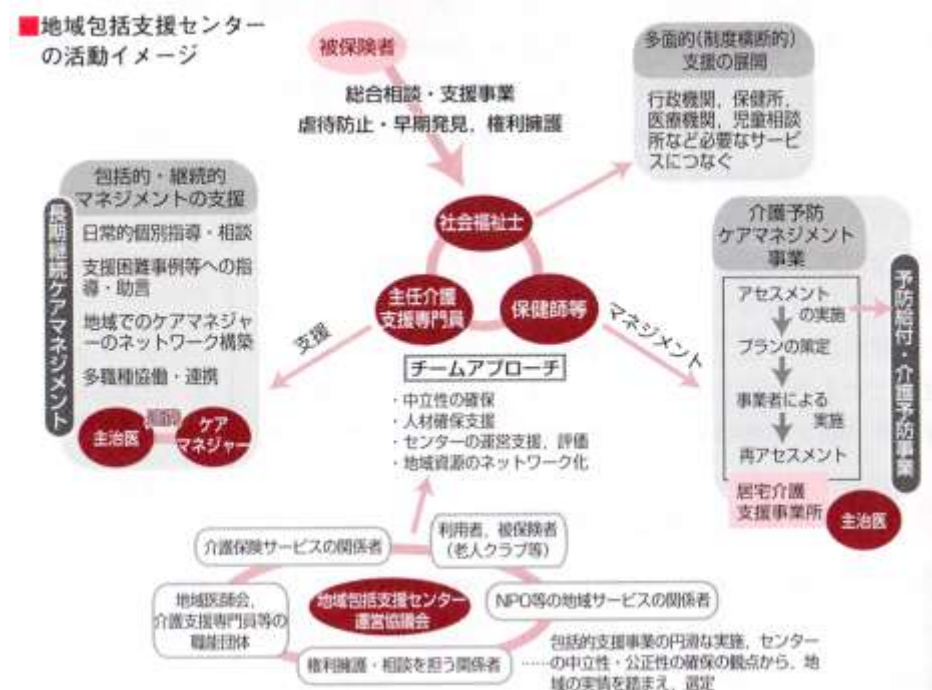 ■地域包括支援センター
の活動イメージ
被保険者
総合相談・支援事業
虐待防止・早期発見，権利擁護
多面的(制度横断的)
支援の展開
行政機関，保健所，
医療機関，児童相談
所など必要なサービ
スにつなぐ
包括的・継続的
マネジメントの支援
長期継続ケアマネジメント
日常的個別指導・相談
支援困難事例等への指
導・助言
地域でのケアマネジャ
ーのネットワーク構築
多職種協働・連携
主治医
ケア
マネジャー
社会福祉士
主任介護
支援専門員
保健師等
支援
マネジメント
チームアプローチ
・中立性の確保
・人材確保支援
・センターの運営支援，評価
・地域資源のネットワーク化
介護予防
ケアマネジメント
事業
アセスメント
の実施
プランの策定
事業者による
実施
再アセスメント
居宅介護
支援事業所
主治医
予防給付・介護予防事業
介護保険サービスの関係者
利用者，被保険者
(老人クラブ等)
地域医師会，
介護支援専門員等の
職能団体
地域包括支援センター
運営協議会
NPO等の地域サービスの関係者
権利擁護・相談を担う関係者
包括的支援事業の円滑な実施，センター
……の中立性・公正性の確保の観点から，地
域の実情を踏まえ，選定